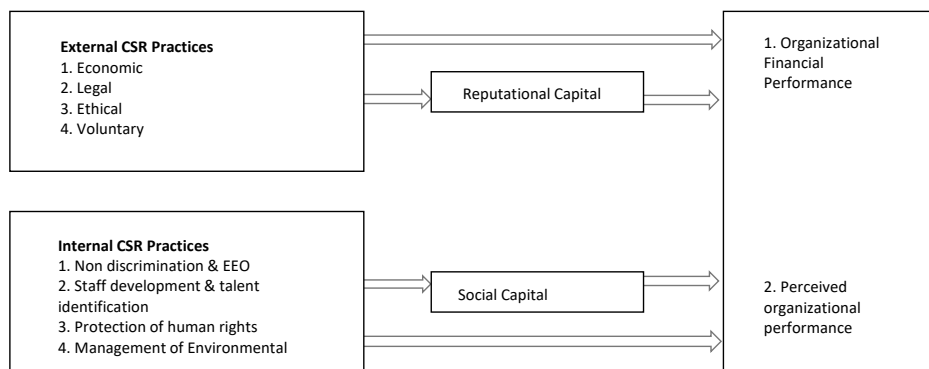 External CSR Practices
1. Economic
2. Legal
3. Ethical
4. Voluntary
Reputational Capital
1. Organizational
Financial
Performance
Internal CSR Practices
1. Non discrimination & EEO
2. Staff development & talent
identification
3. Protection of human rights
4. Management of Environmental
Social Capital
2. Perceived
organizational
performance